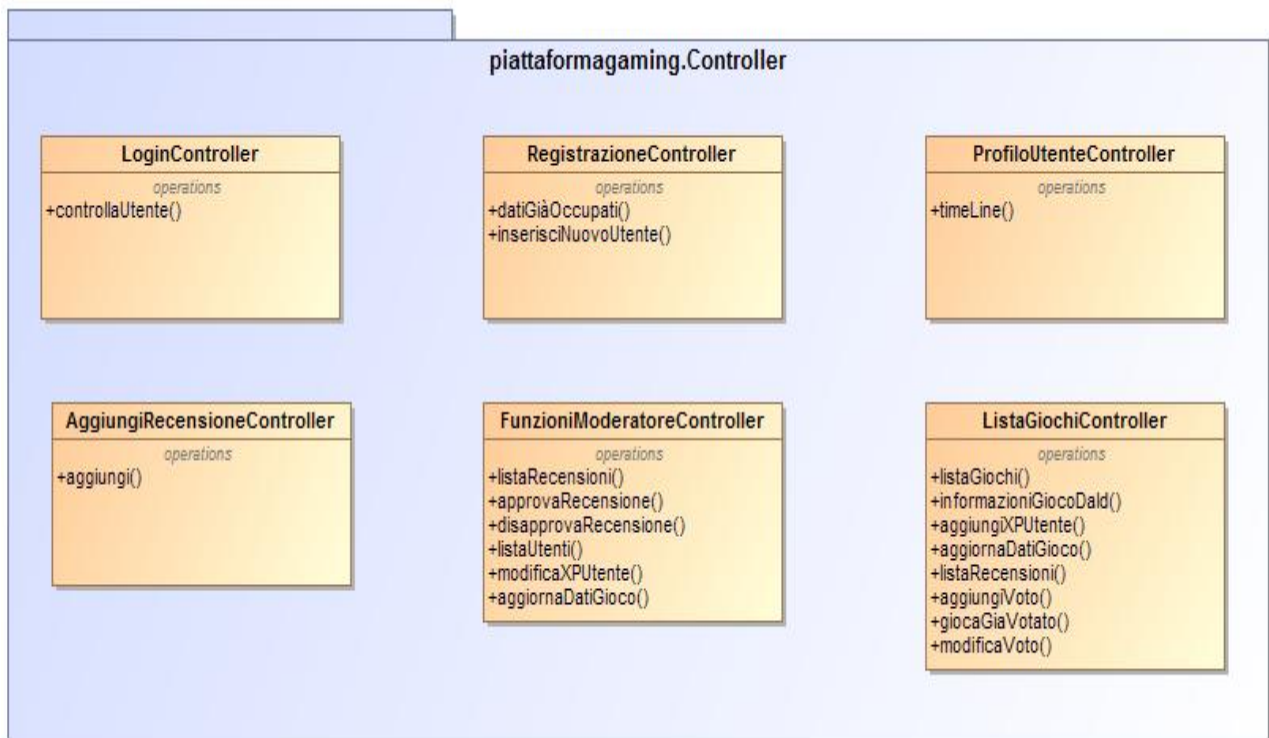 piattaformagaming.Controller
LoginController
operations
+controllaUtente()
RegistrazioneController
operations
+datiGiàOccupati()
+inserisciNuovoUtente()
ProfiloUtenteController
operations
+timeLine()
AggiungiRecensioneController
operations
+aggiungi()
FunzioniModeratoreController
operations
+listaRecensioni()
+approvaRecensione()
+disapprovaRecensione()
+listaUtenti()
+modificaXPUtente()
+aggiornaDatiGioco()
ListaGiochiController
operations
+listaGiochi()
+informazioniGiocoDaId()
+aggiungiXPUtente()
+aggiornaDatiGioco()
+listaRecensioni()
+aggiungiVoto()
+giocaGiaVotato()
+modificaVoto()